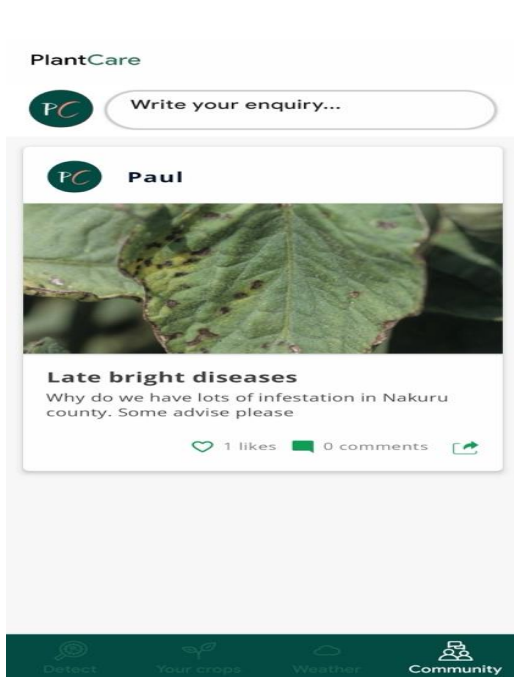 PlantCare
PC
Write your enquiry...
PC
Paul
Late bright diseases
Why do we have lots of infestation in Nakuru
county. Some advise please
1 likes 0 comments
Detect Your crops Weather Community